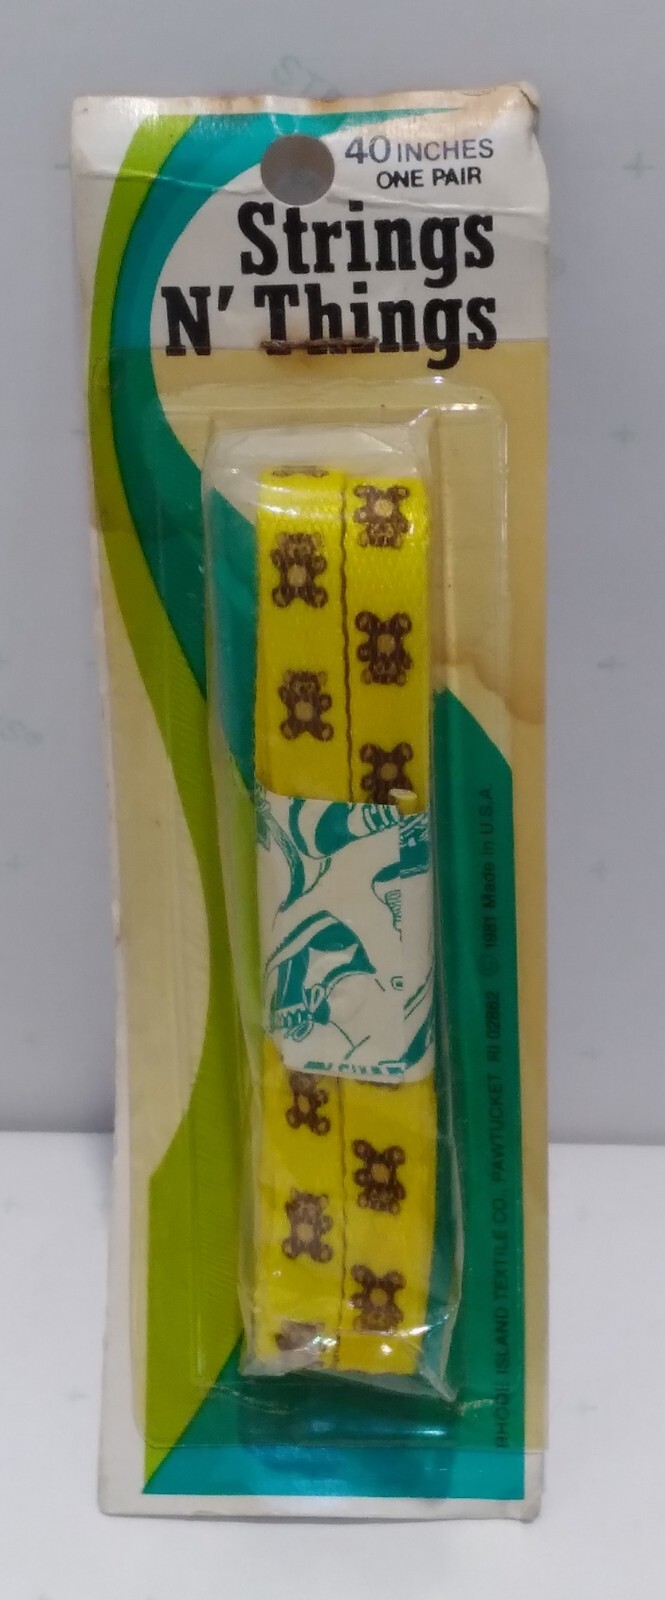 40 INCHES
ONE PAIR
Strings
N' Things
RHODE ISLAND TEXTILE CO. PAWTUCKET RI 02862 © 1981 Made in U.S.A.